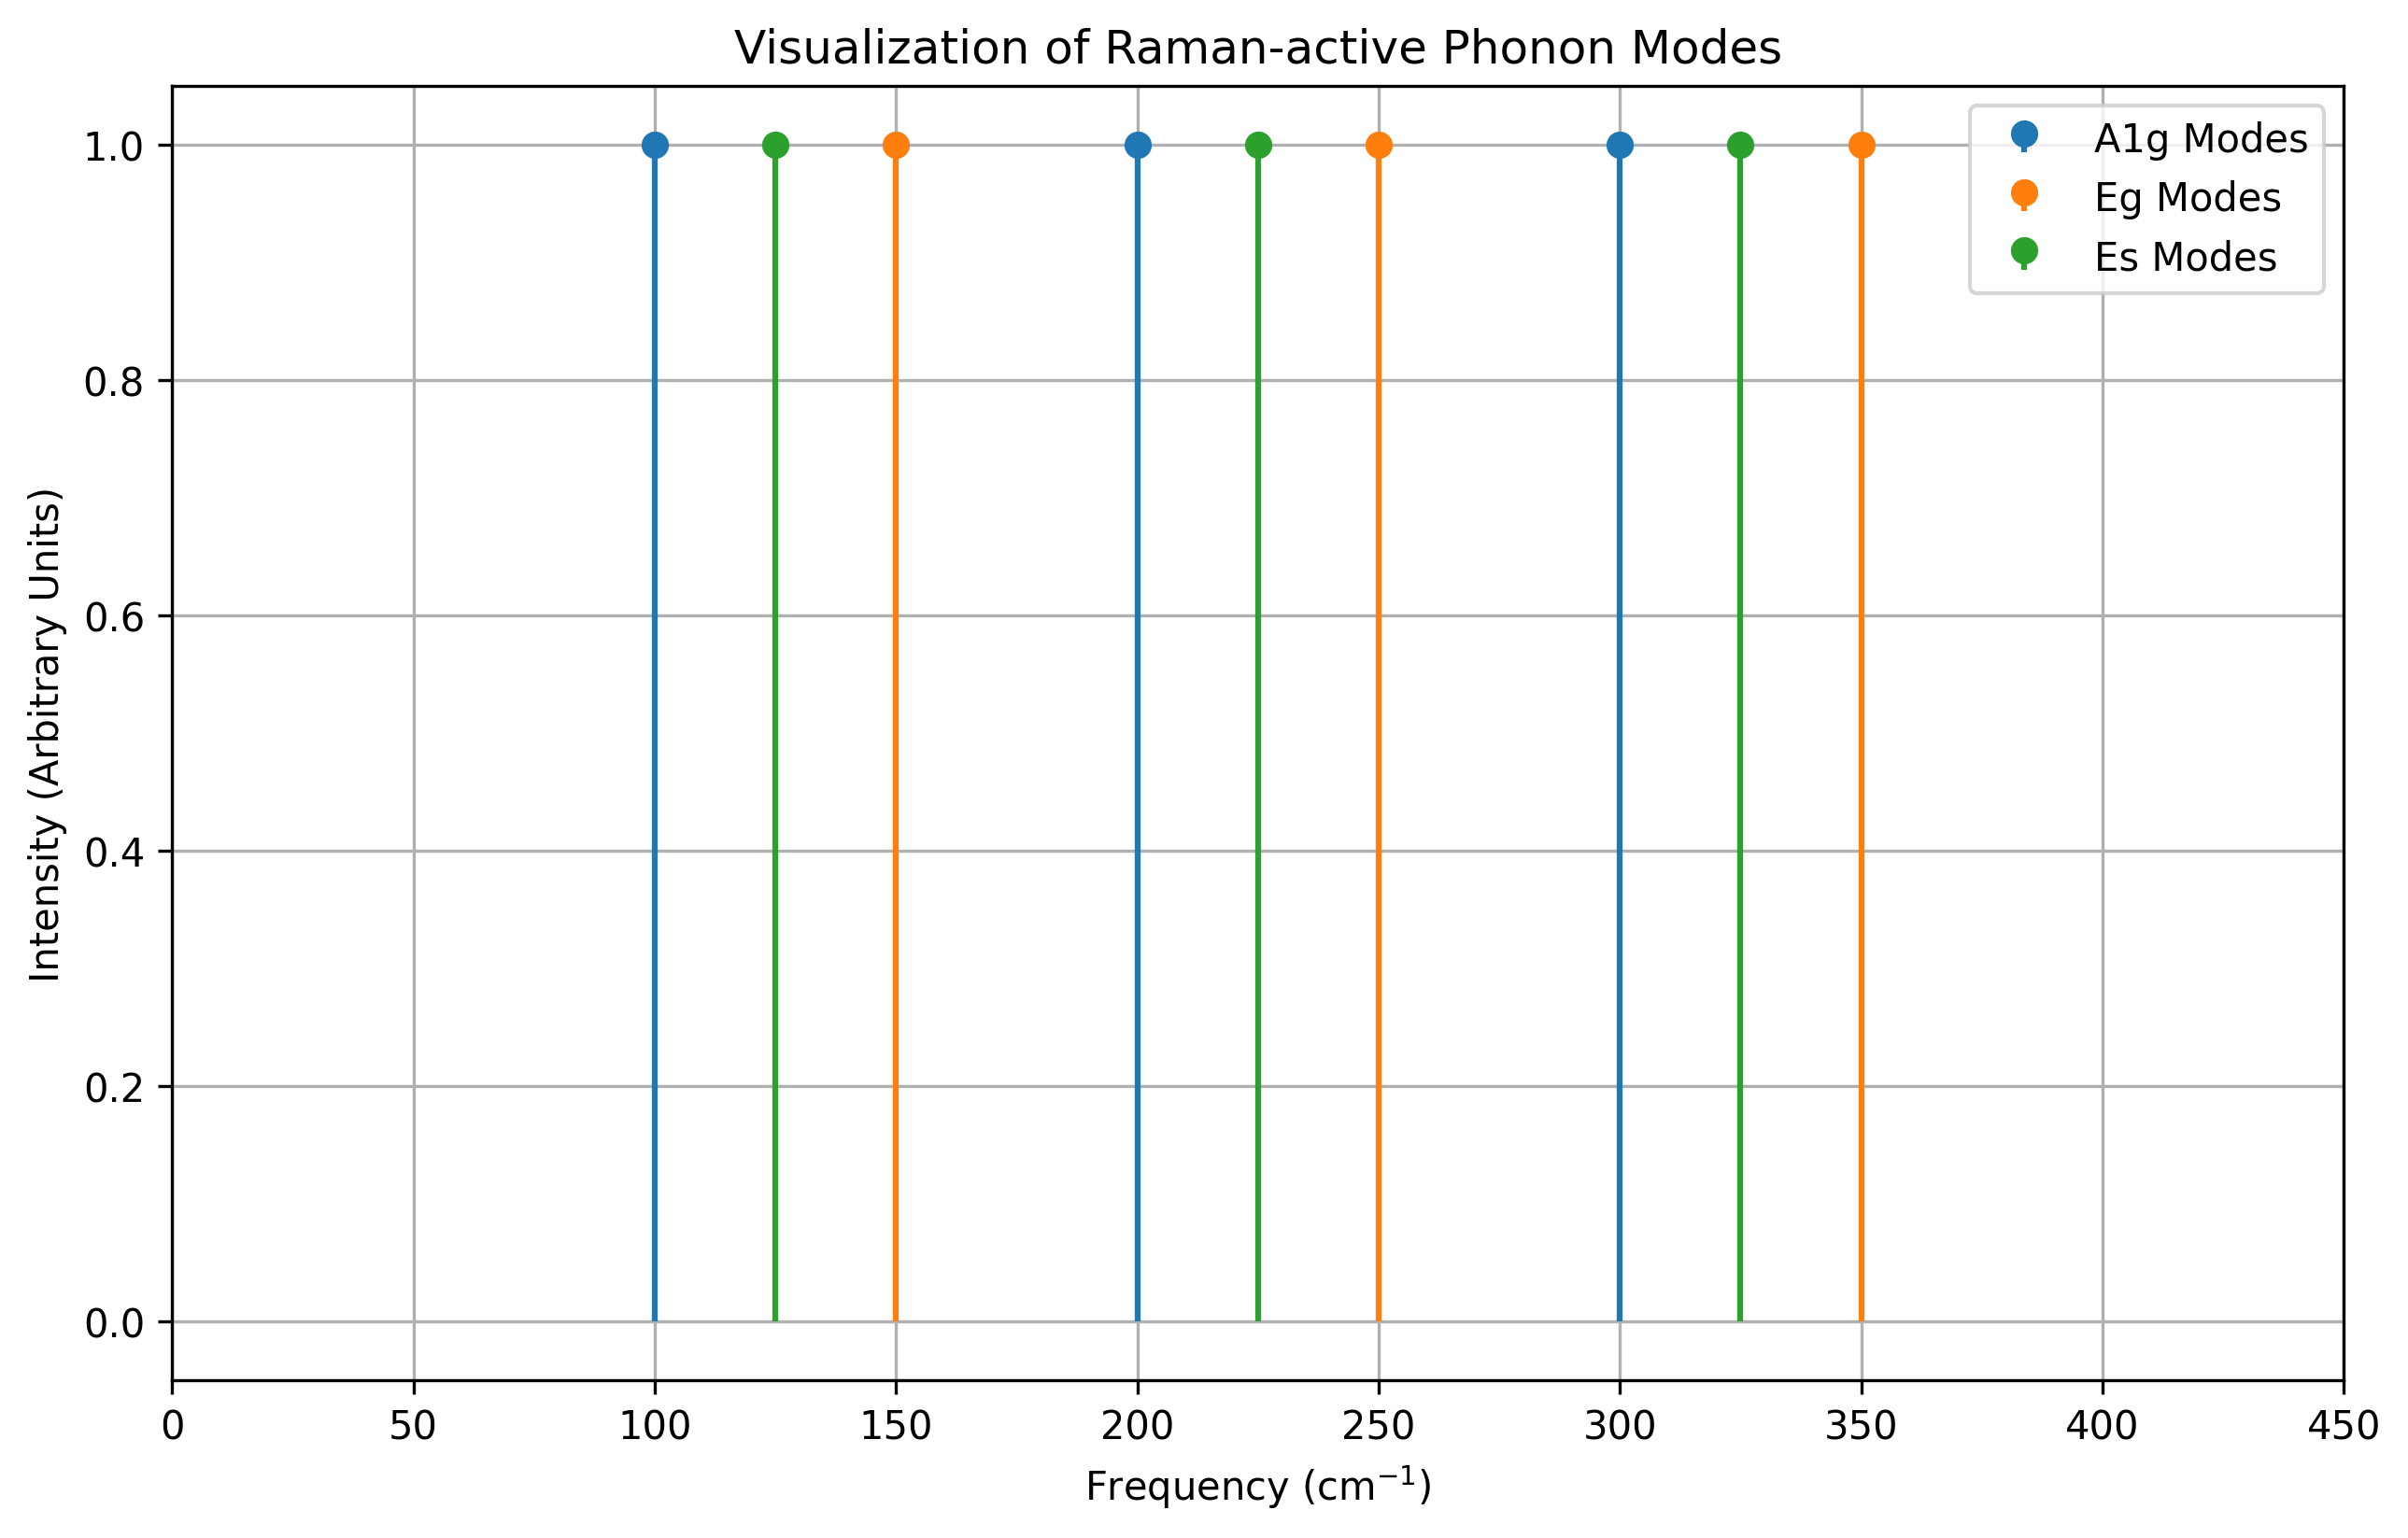 Visualization of Raman-active Phonon Modes
A1g Modes
Eg Modes
Es Modes
Intensity (Arbitrary Units)
1.0
0.8
0.6
0.4
0.2
0.0
0 50 100 150 200 250 300 350 400 450
Frequency (cm⁻¹)